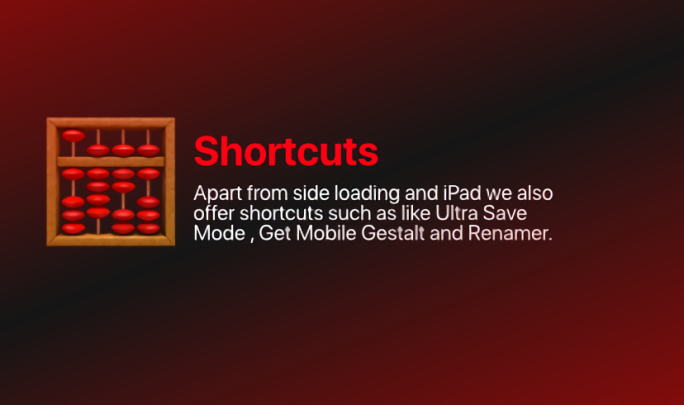 Shortcuts
Apart from side loading and iPad we also
offer shortcuts such as like Ultra Save
Mode , Get Mobile Gestalt and Renamer.